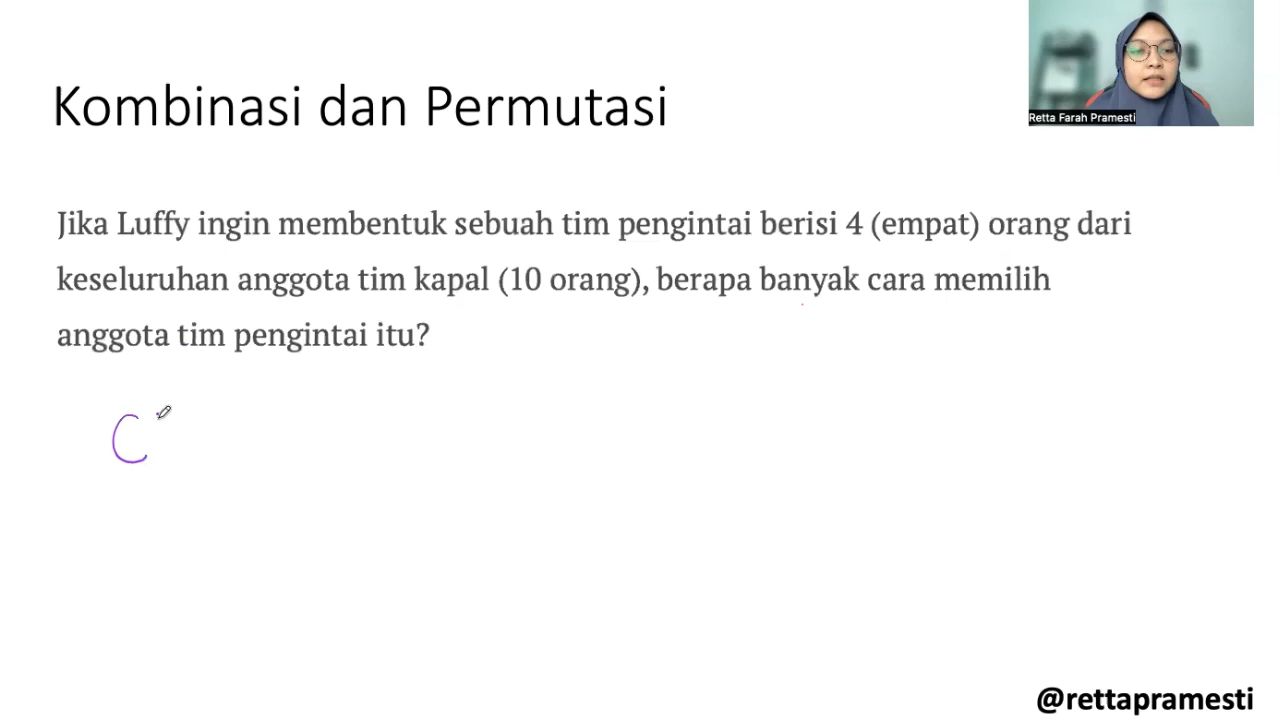 Kombinasi dan Permutasi
Retta Farah Pramesti
Jika Luffy ingin membentuk sebuah tim pengintai berisi 4 (empat) orang dari
keseluruhan anggota tim kapal (10 orang), berapa banyak cara memilih
anggota tim pengintai itu?
C
@rettapramesti